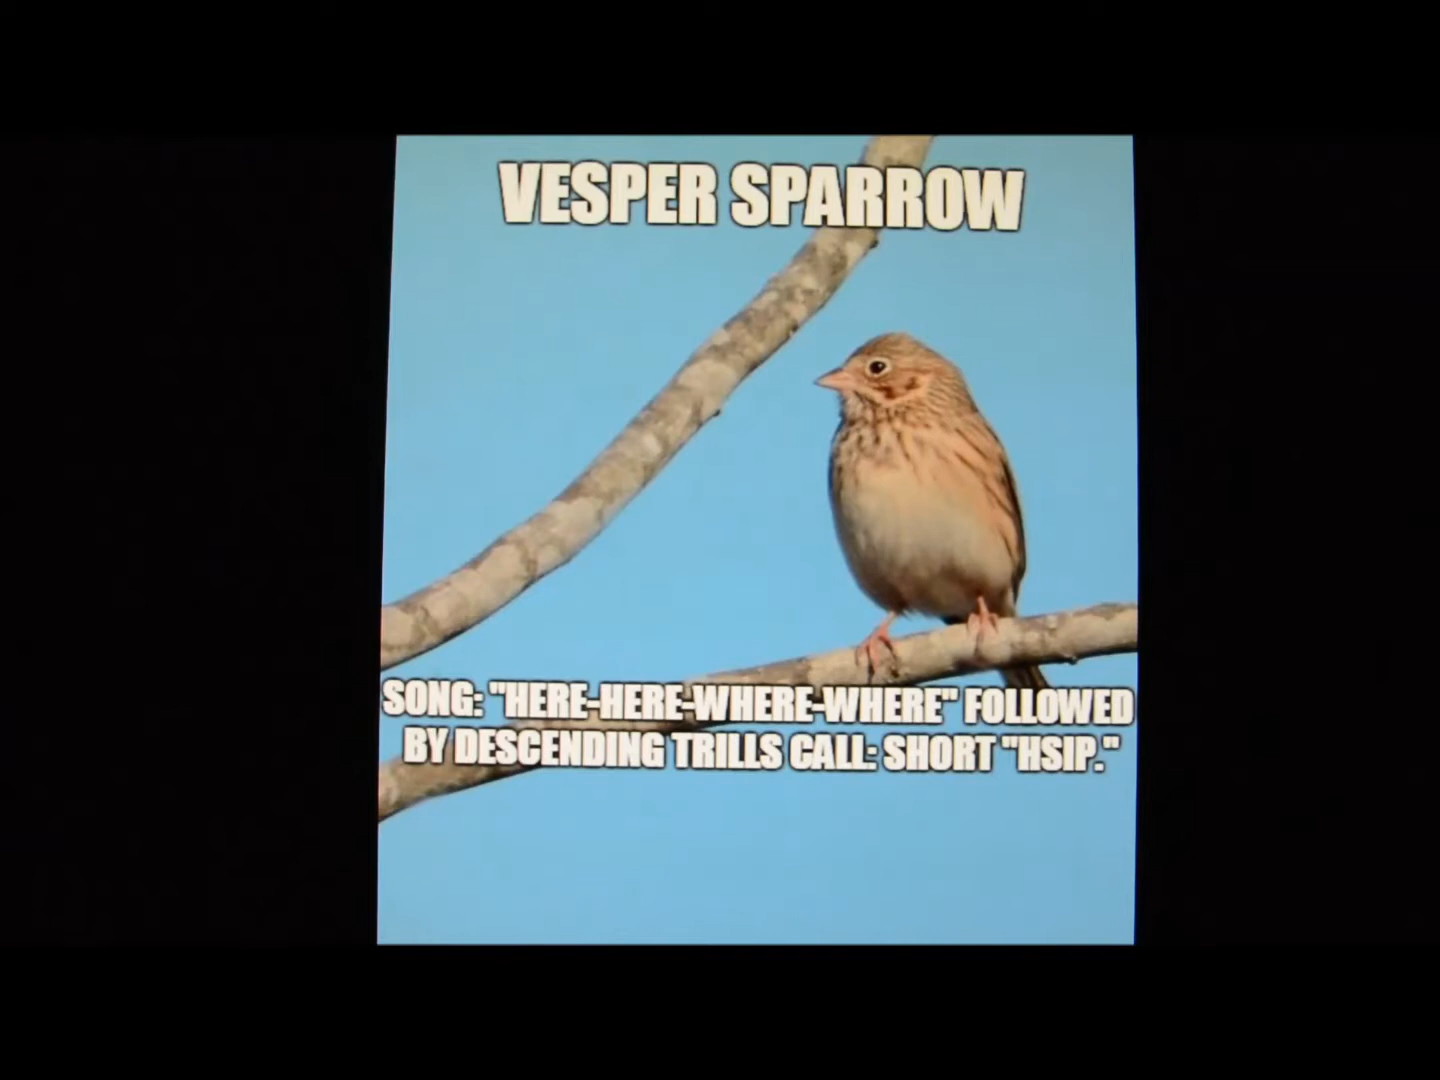 VESPER SPARROW
SONG: "HERE-HERE-WHERE-WHERE" FOLLOWED
BY DESCENDING TRILLS CALL: SHORT "HSIP."